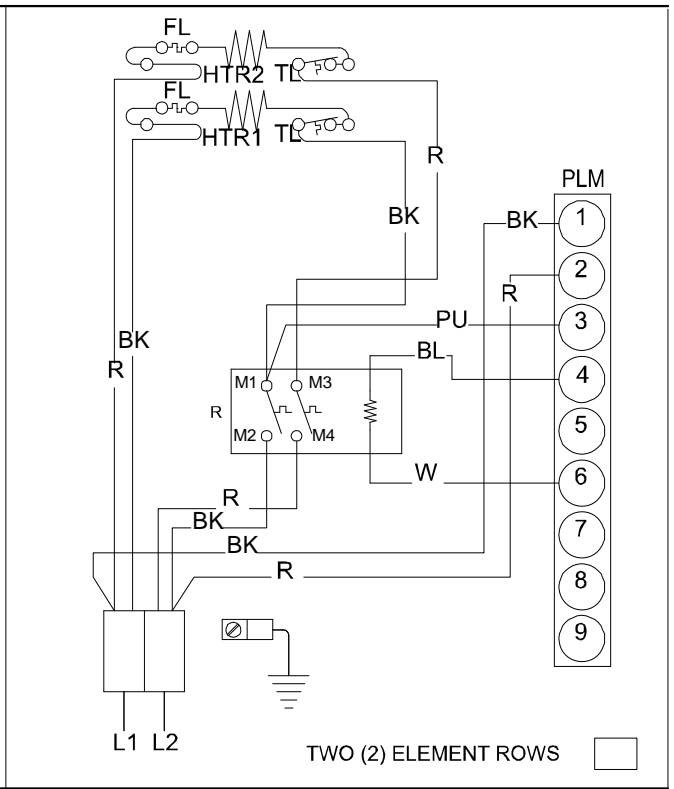 FL
HTR2 TL
FL
HTR1 TL
R
BK
PLM
BK 1
2
R
PU 3
BL 4
5
W 6
7
8
9
BK
R
M1 M3
R
M2 M4
R
BK
BK
R
L1 L2
TWO (2) ELEMENT ROWS